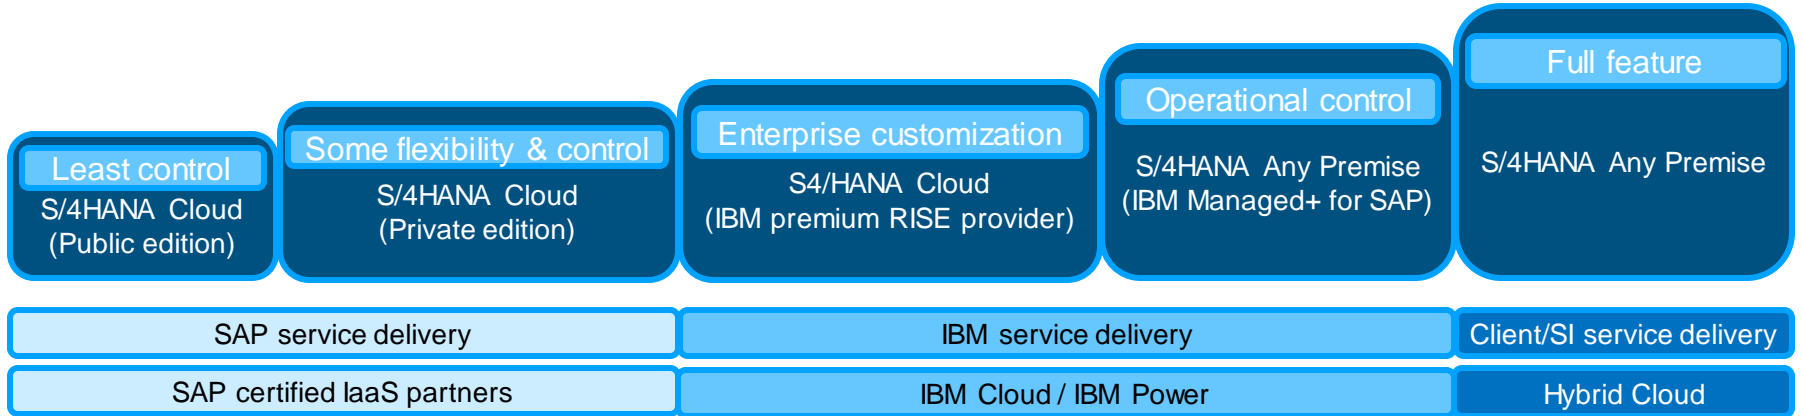 Least control
S/4HANA Cloud
(Public edition)
Some flexibility & control
S/4HANA Cloud
(Private edition)
Enterprise customization
S4/HANA Cloud
(IBM premium RISE provider)
Operational control
S/4HANA Any Premise
(IBM Managed+ for SAP)
Full feature
S/4HANA Any Premise
SAP service delivery
IBM service delivery
Client/SI service delivery
SAP certified IaaS partners
IBM Cloud / IBM Power
Hybrid Cloud